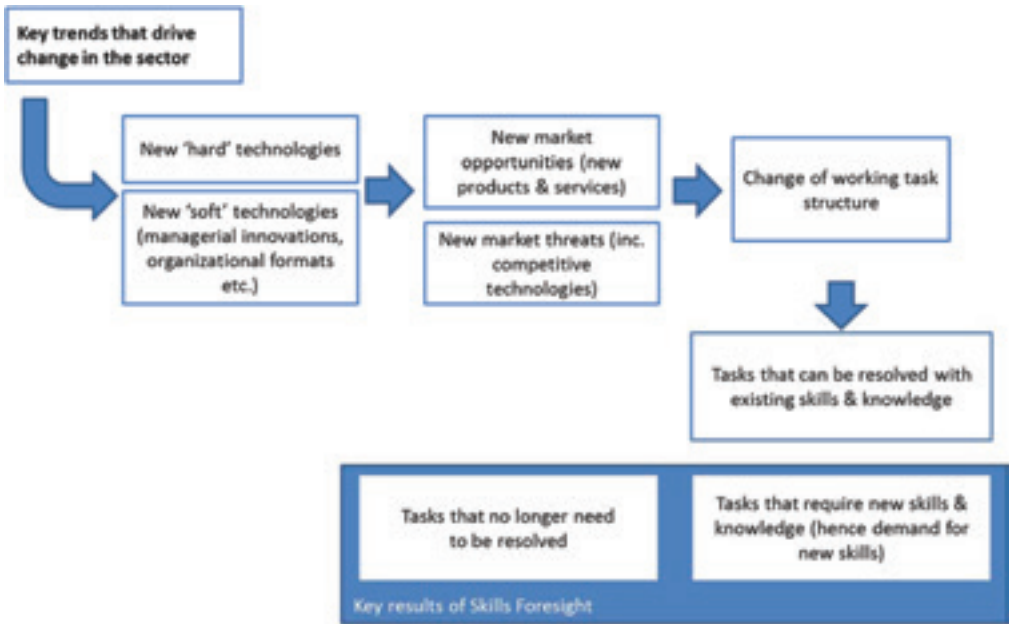 Key trends that drive
change in the sector
New 'hard' technologies
New 'soft' technologies
(managerial innovations,
organizational formats
etc.)
New market
opportunities (new
products & services)
New market threats (inc.
competitive
technologies)
Change of working task
structure
Tasks that can be resolved with
existing skills & knowledge
Tasks that no longer need
to be resolved
Tasks that require new skills &
knowledge (hence demand for
new skills)
Key results of Skills Foresight